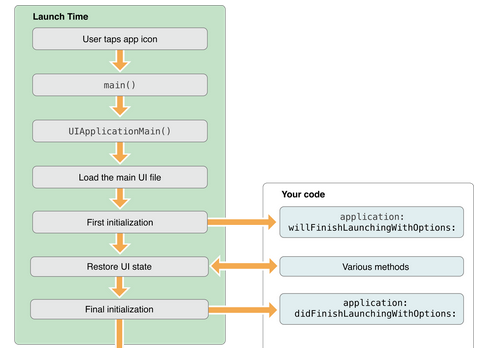 Launch Time
User taps app icon
main()
UIApplicationMain()
Load the main UI file
Your code
First initialization
application:
willFinishLaunchingWithOptions:
Restore UI state
Various methods
Final initialization
application:
didFinishLaunchingWithOptions: